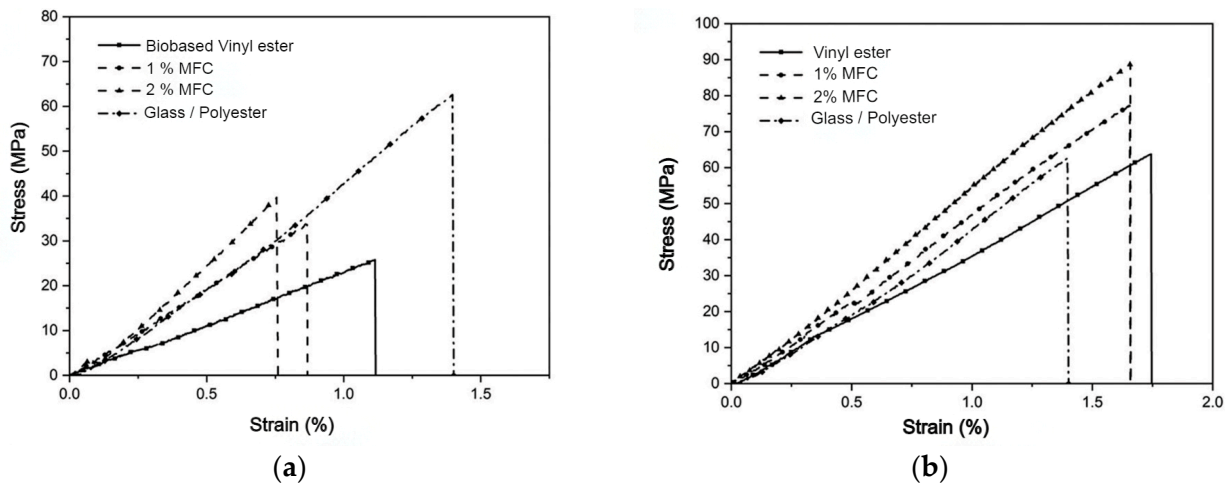 80
70
60
50
40
30
20
10
0
Stress (MPa)
Biobased Vinyl ester
1 % MFC
2 % MFC
Glass / Polyester
0.0
0.5
1.0
1.5
Strain (%)
(a)
100
90
80
70
60
50
40
30
20
10
0
Stress (MPa)
Vinyl ester
1% MFC
2% MFC
Glass / Polyester
0.0
0.5
1.0
1.5
2.0
Strain (%)
(b)